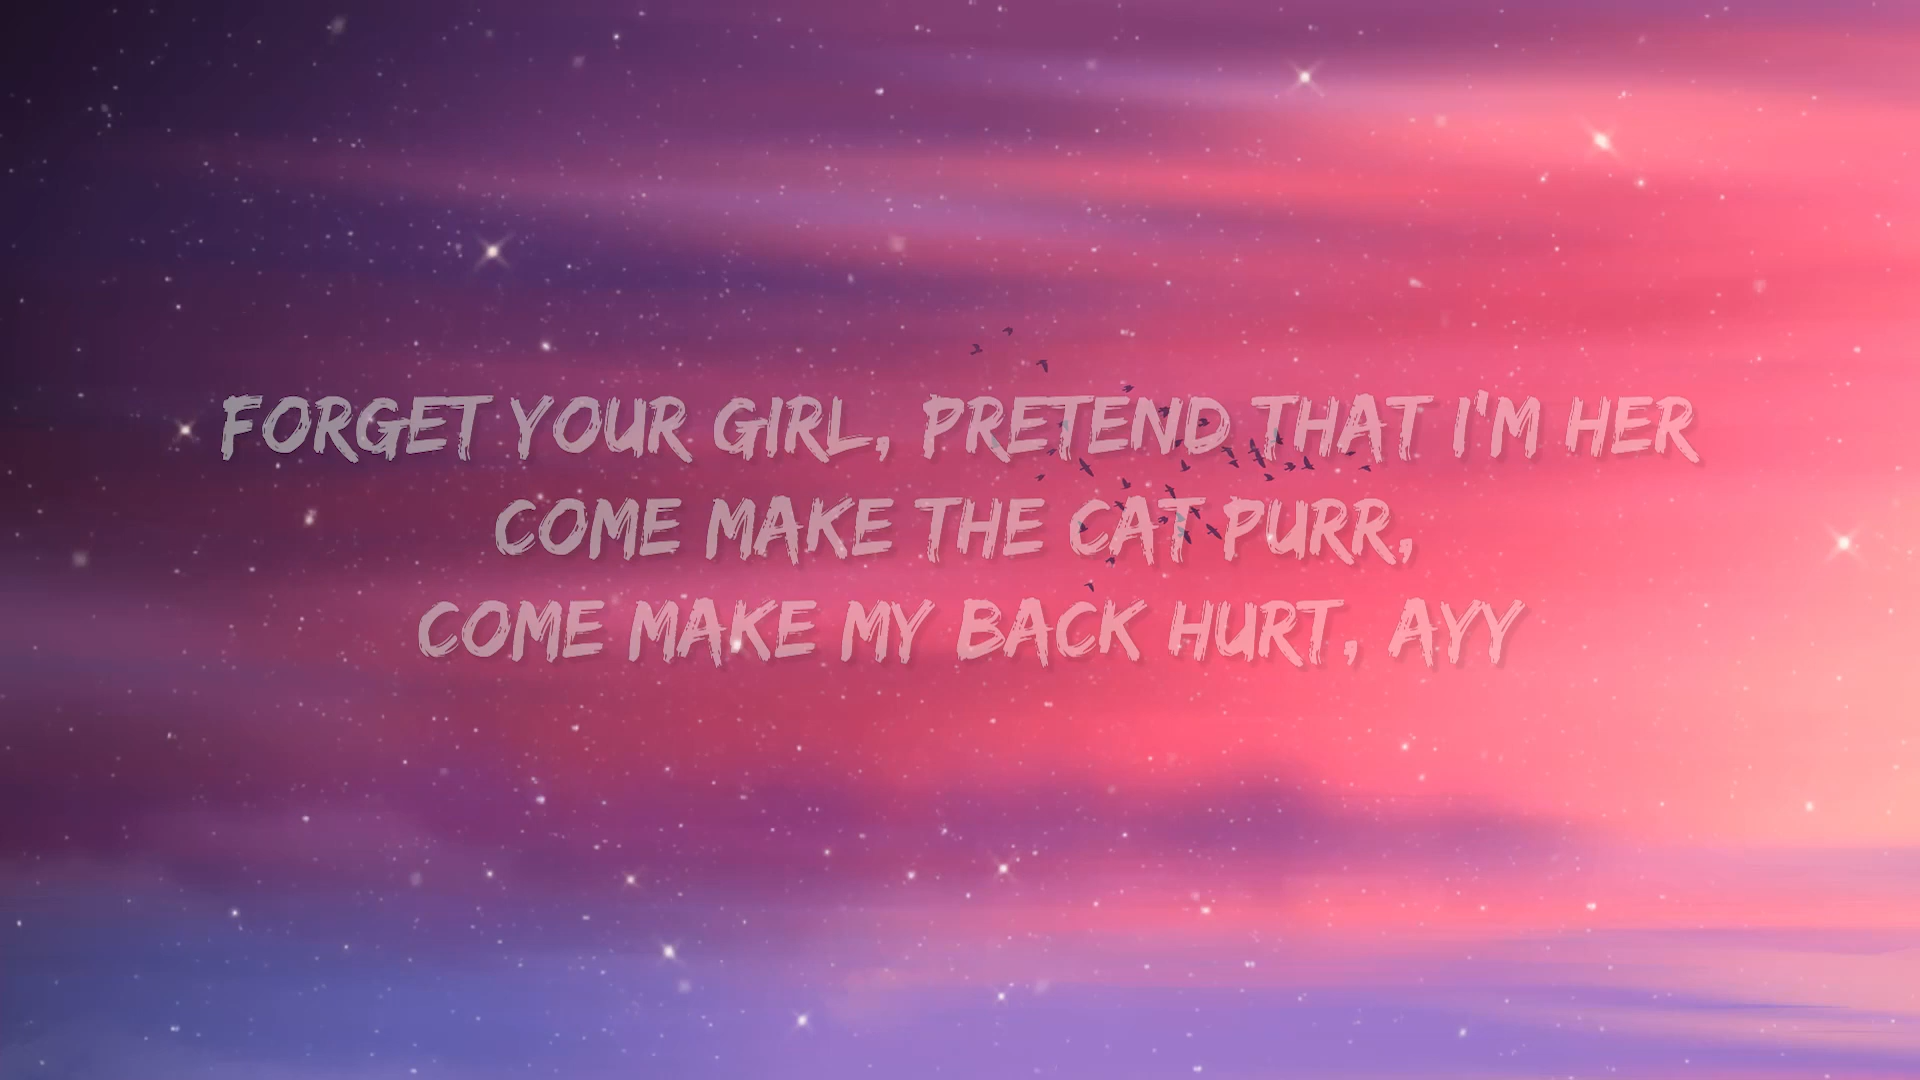 FORGET YOUR GIRL, PRETEND THAT I'M HER
COME MAKE THE CAT PURR,
COME MAKE MY BACK HURT, AYY